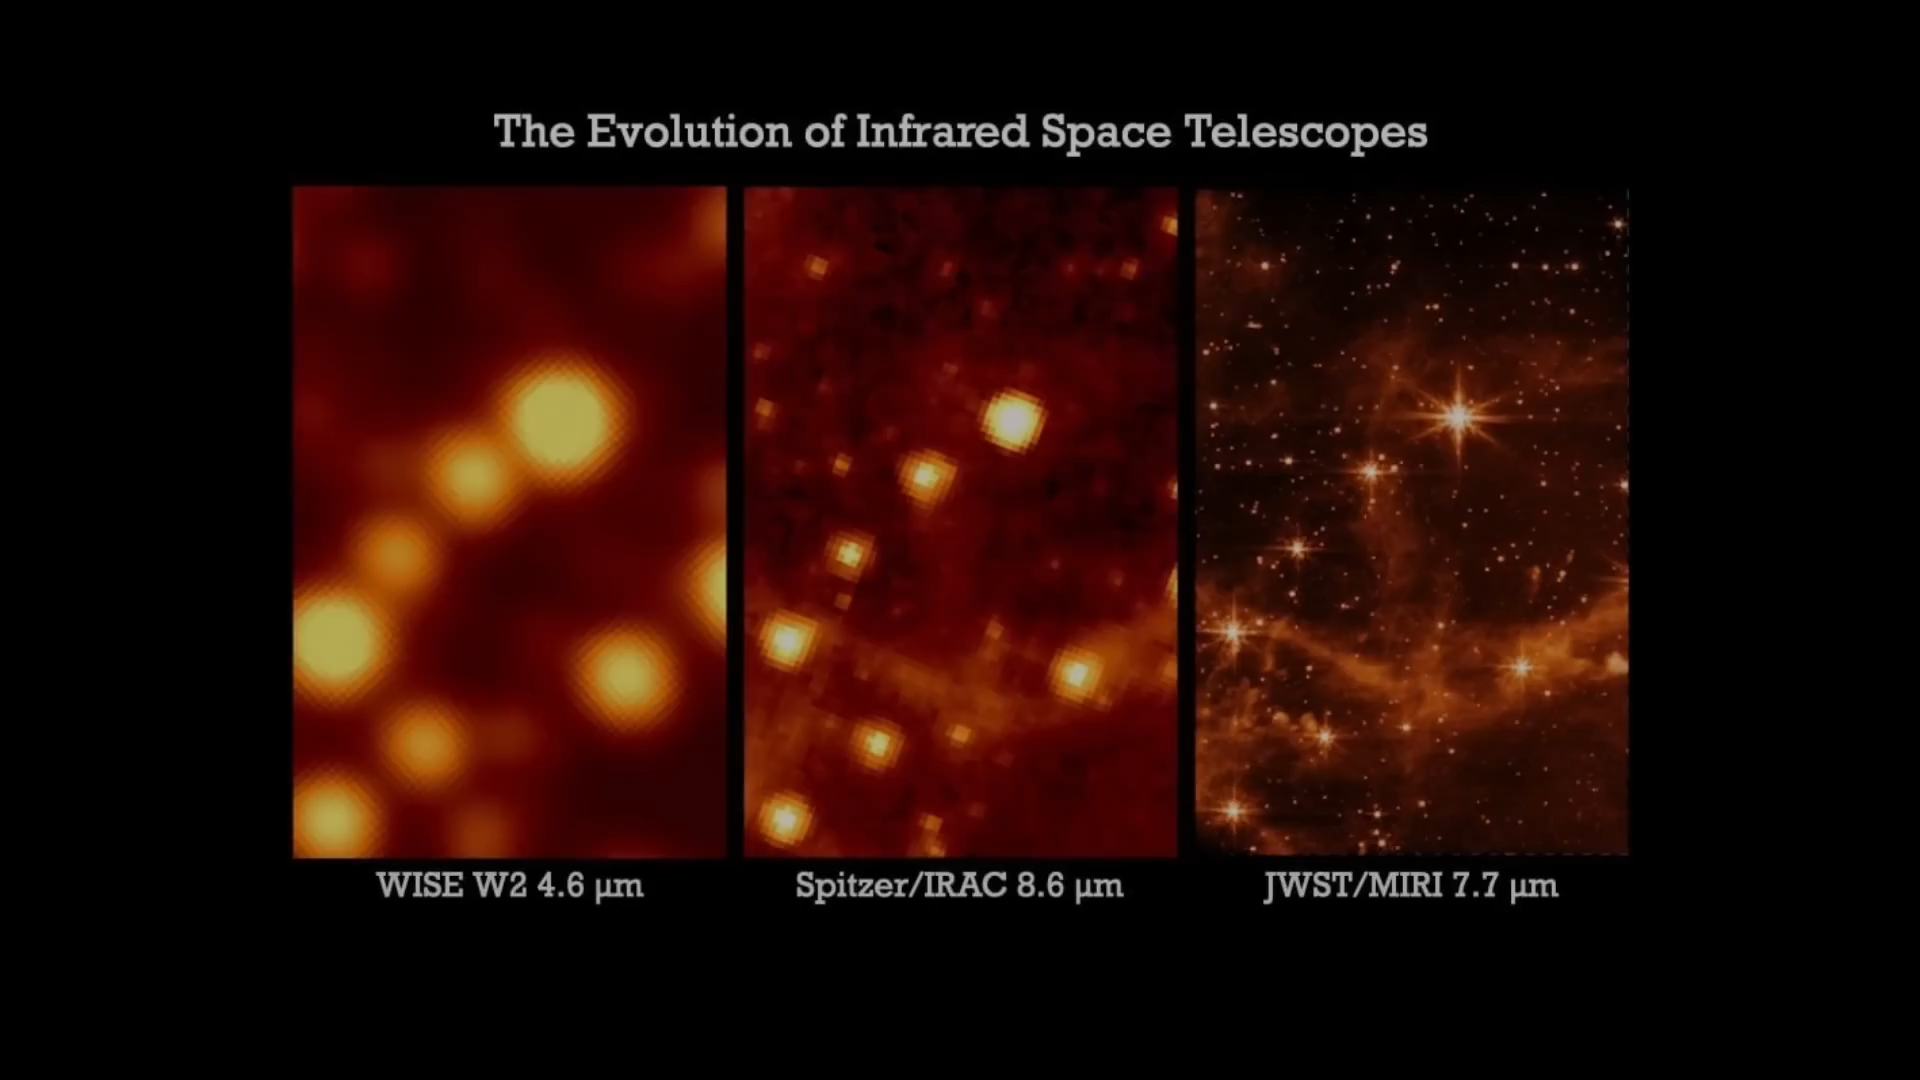 The Evolution of Infrared Space Telescopes
WISE W2 4.6 µm
Spitzer/IRAC 8.6 µm
JWST/MIRI 7.7 µm